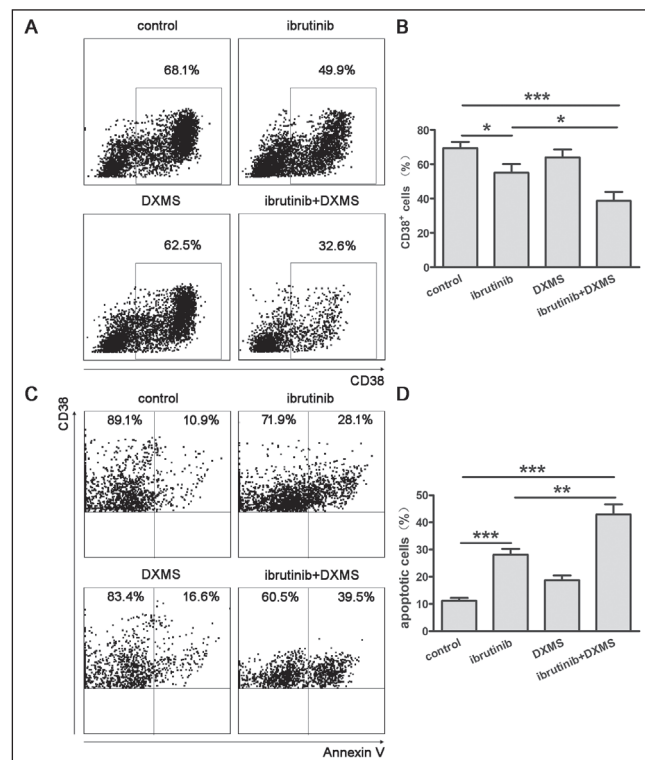 A
control
ibrutinib
68.1%
49.9%
DXMS
ibrutinib+DXMS
62.5%
32.6%
CD38
B
***
*
*
CD38⁺ cells (%)
80
60
40
20
0
control
ibrutinib
DXMS
ibrutinib+DXMS
C
CD38
control
ibrutinib
89.1%
10.9%
71.9%
28.1%
DXMS
ibrutinib+DXMS
83.4%
16.6%
60.5%
39.5%
Annexin V
D
***
**
***
apoptotic cells (%)
50
40
30
20
10
0
control
ibrutinib
DXMS
ibrutinib+DXMS